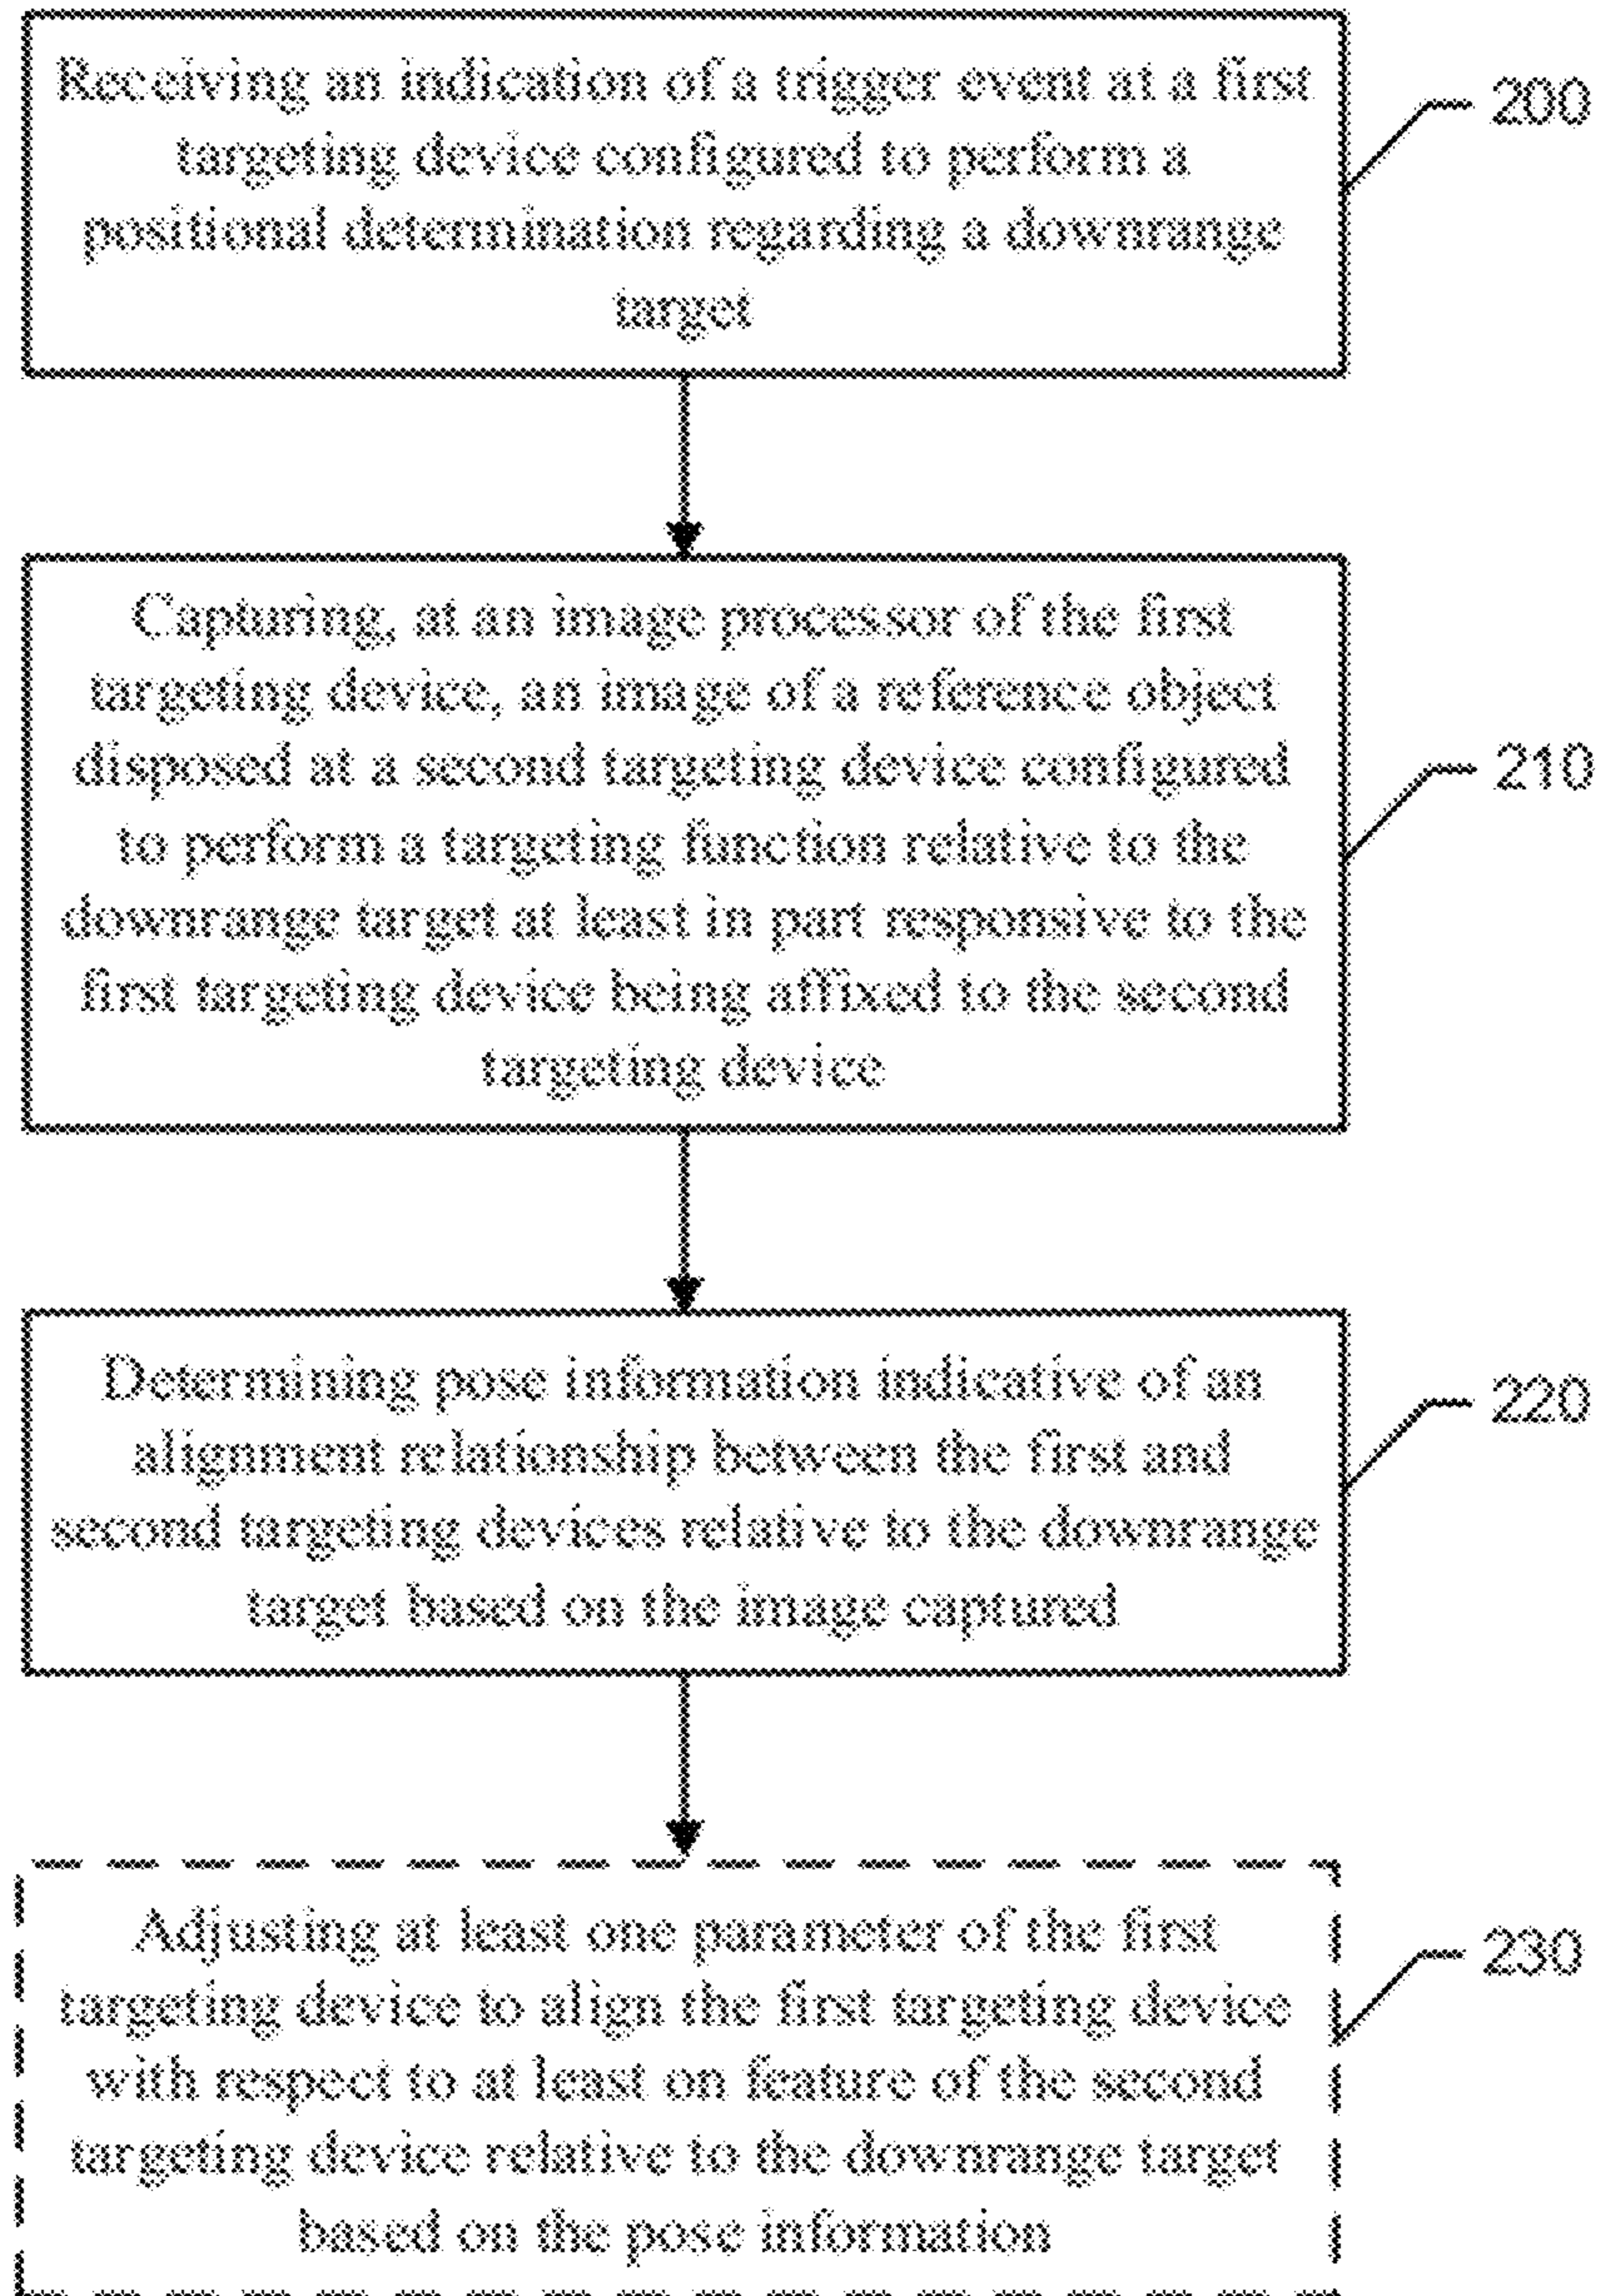 Receiving an indication of a trigger event at a first
targeting device configured to perform a
positional determination regarding a downrange
target
200
Capturing, at an image processor of the first
targeting device, an image of a reference object
disposed at a second targeting device configured
to perform a targeting function relative to the
downrange target at least in part responsive to the
first targeting device being affixed to the second
targeting device
210
Determining pose information indicative of an
alignment relationship between the first and
second targeting devices relative to the downrange
target based on the image captured
220
Adjusting at least one parameter of the first
targeting device to align the first targeting device
with respect to at least on feature of the second
targeting device relative to the downrange target
based on the pose information
230